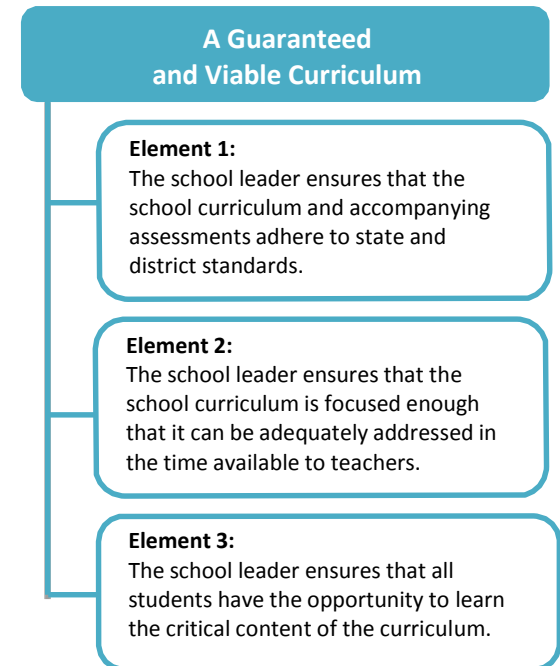 A Guaranteed
and Viable Curriculum
Element 1:
The school leader ensures that the
school curriculum and accompanying
assessments adhere to state and
district standards.
Element 2:
The school leader ensures that the
school curriculum is focused enough
that it can be adequately addressed in
the time available to teachers.
Element 3:
The school leader ensures that all
students have the opportunity to learn
the critical content of the curriculum.